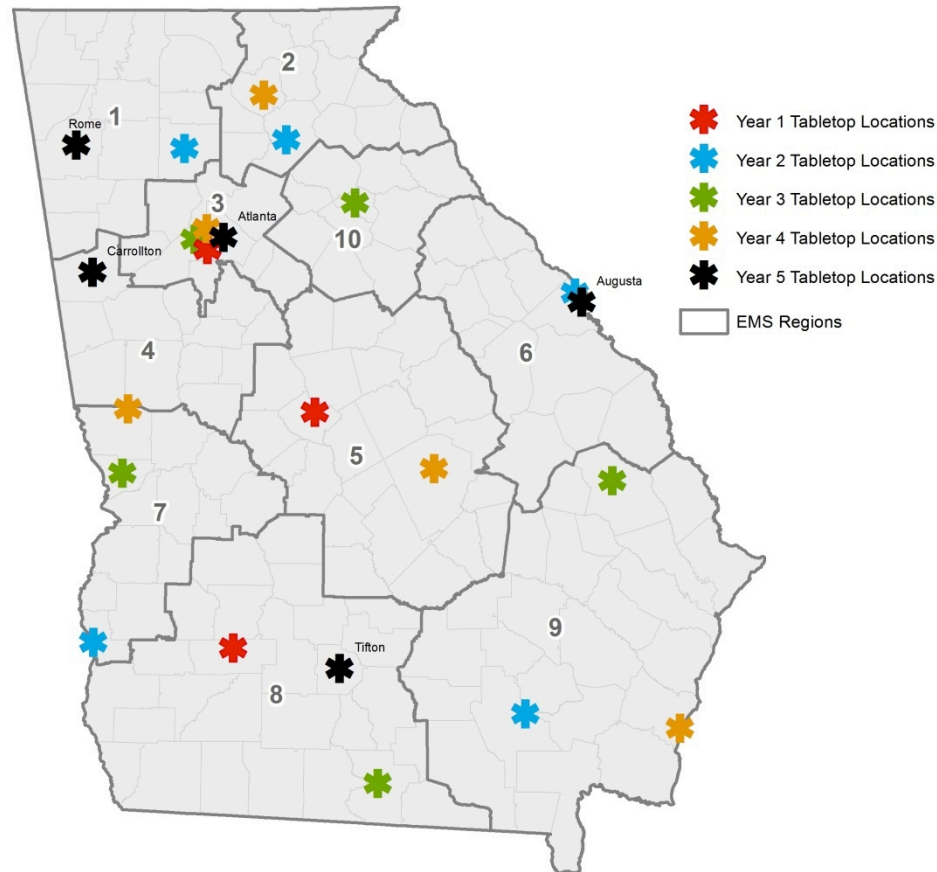 2
1
Rome
Year 1 Tabletop Locations
Year 2 Tabletop Locations
Year 3 Tabletop Locations
Year 4 Tabletop Locations
Year 5 Tabletop Locations
EMS Regions
3
Atlanta
10
Carrollton
Augusta
4
6
5
7
9
Tifton
8